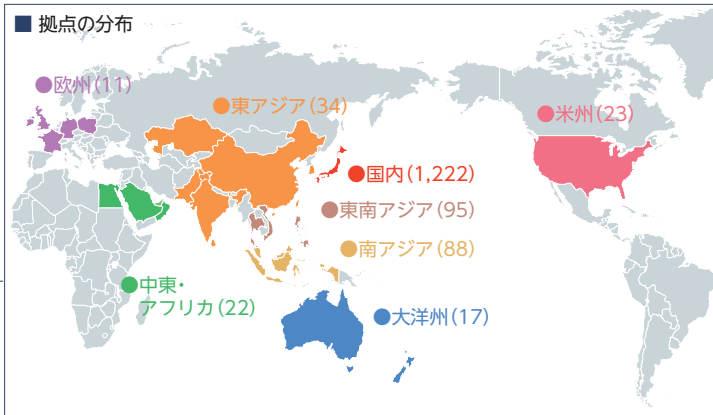 ■ 拠点の分布
●欧州(11)
●東アジア(34)
●米州(23)
●国内(1,222)
●東南アジア(95)
●南アジア(88)
●中東・
アフリカ(22)
●大洋州(17)